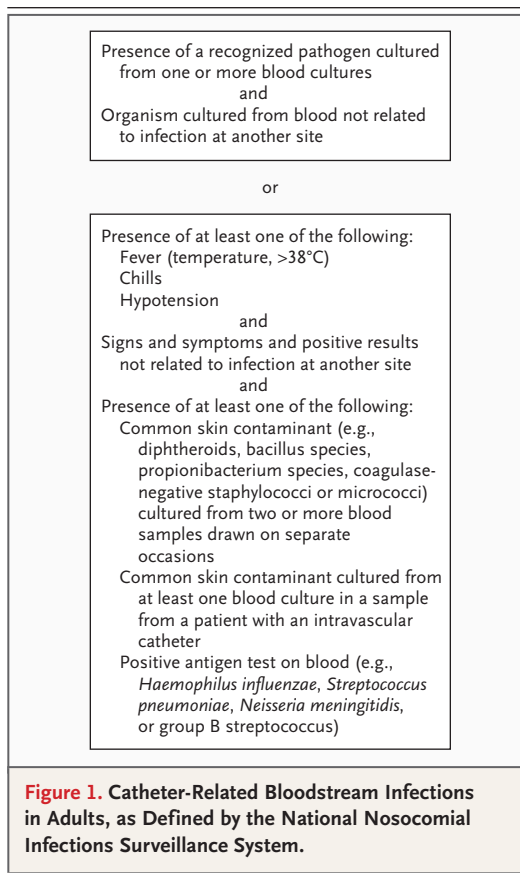 Presence of a recognized pathogen cultured
from one or more blood cultures
and
Organism cultured from blood not related
to infection at another site
or
Presence of at least one of the following:
Fever (temperature, >38°C)
Chills
Hypotension
and
Signs and symptoms and positive results
not related to infection at another site
and
Presence of at least one of the following:
Common skin contaminant (e.g.,
diphtheroids, bacillus species,
propionibacterium species, coagulase-
negative staphylococci or micrococci)
cultured from two or more blood
samples drawn on separate
occasions
Common skin contaminant cultured from
at least one blood culture in a sample
from a patient with an intravascular
catheter
Positive antigen test on blood (e.g.,
Haemophilus influenzae, Streptococcus
pneumoniae, Neisseria meningitidis,
or group B streptococcus)
Figure 1. Catheter-Related Bloodstream Infections
in Adults, as Defined by the National Nosocomial
Infections Surveillance System.